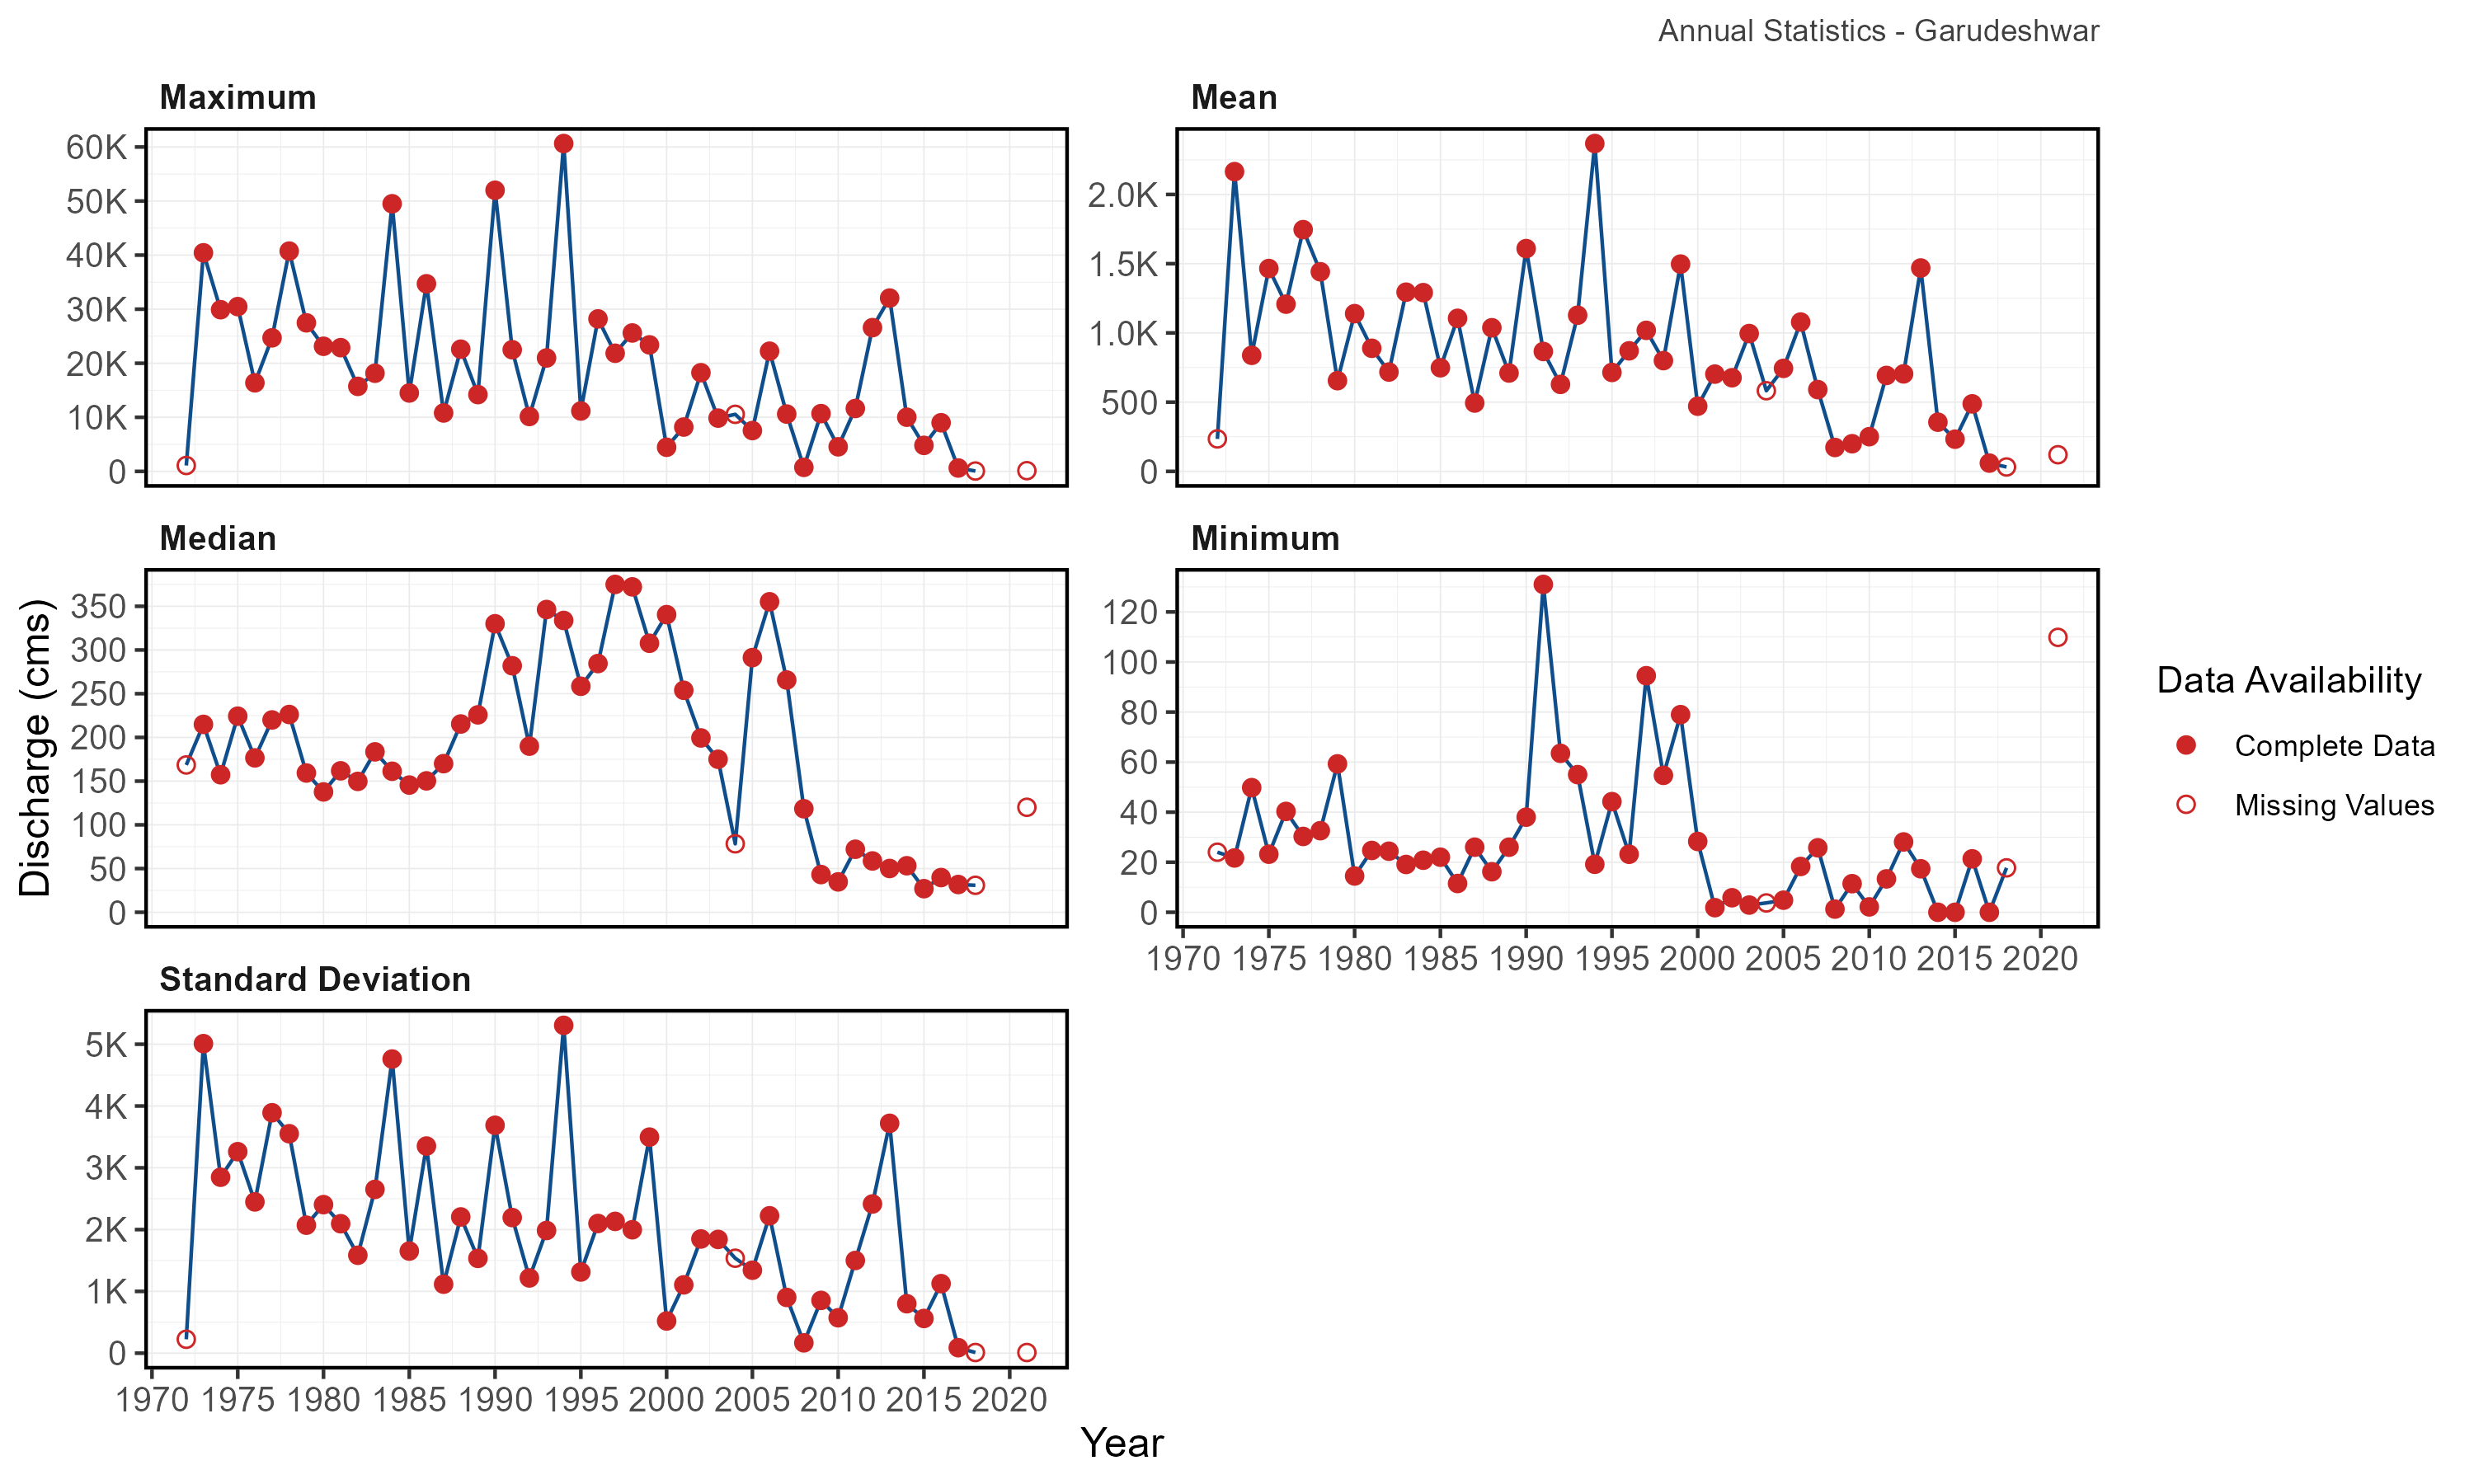 Annual Statistics - Garudeshwar
Maximum
60K
50K
40K
30K
20K
10K
0
Mean
2.0K
1.5K
1.0K
500
0
Discharge (cms)
Median
350
300
250
200
150
100
50
0
Minimum
120
100
80
60
40
20
0
1970 1975 1980 1985 1990 1995 2000 2005 2010 2015 2020
Standard Deviation
5K
4K
3K
2K
1K
0
1970 1975 1980 1985 1990 1995 2000 2005 2010 2015 2020
Year
Data Availability
Complete Data
Missing Values